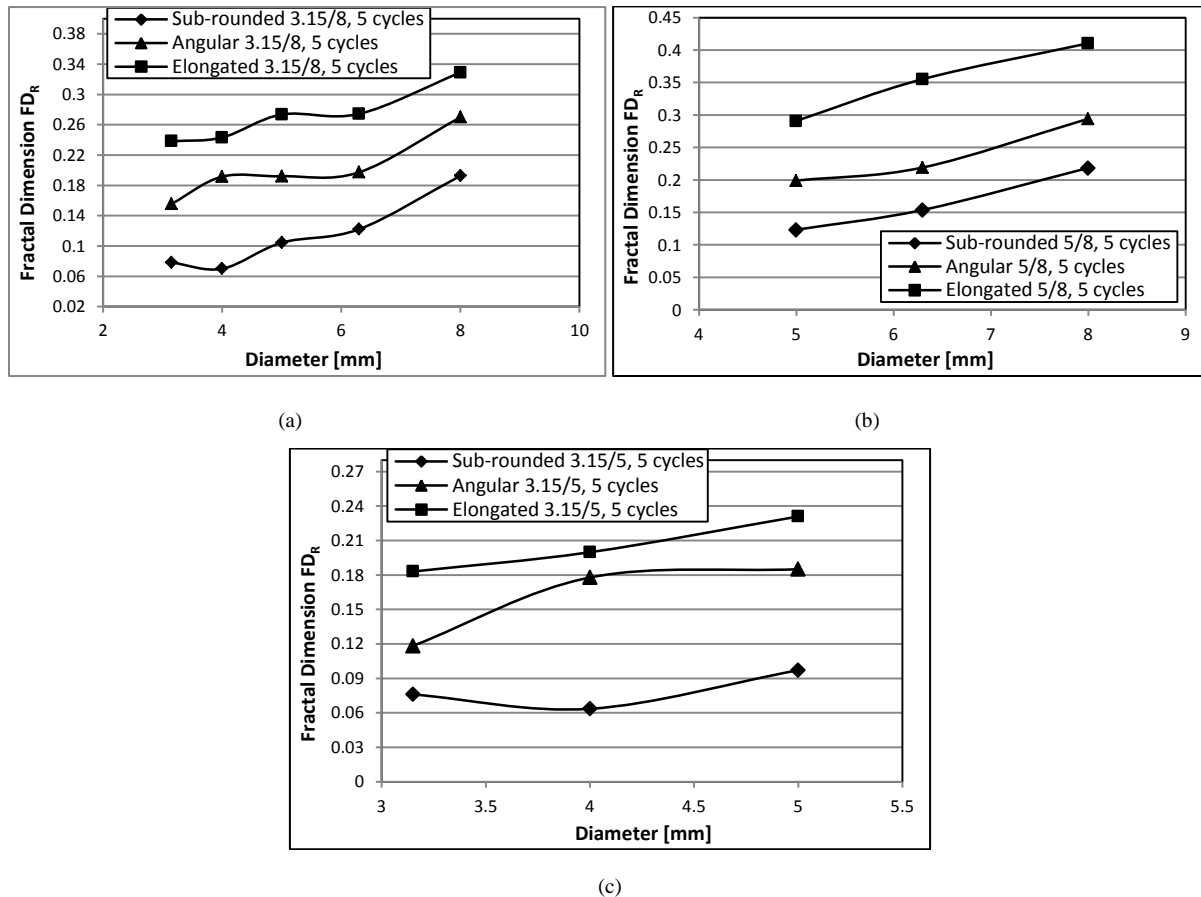 Sub-rounded 3.15/8, 5 cycles
Angular 3.15/8, 5 cycles
Elongated 3.15/8, 5 cycles
Fractal Dimension FDR
0.38
0.34
0.3
0.26
0.22
0.18
0.14
0.1
0.06
0.02
2
4
6
8
10
Diameter [mm]
(a)
Fractal Dimension FDR
0.45
0.4
0.35
0.3
0.25
0.2
0.15
0.1
0.05
0
Sub-rounded 5/8, 5 cycles
Angular 5/8, 5 cycles
Elongated 5/8, 5 cycles
4
5
6
7
8
9
Diameter [mm]
(b)
Sub-rounded 3.15/5, 5 cycles
Angular 3.15/5, 5 cycles
Elongated 3.15/5, 5 cycles
Fractal Dimension FDR
0.27
0.24
0.21
0.18
0.15
0.12
0.09
0.06
0.03
0
3
3.5
4
4.5
5
5.5
Diameter [mm]
(c)